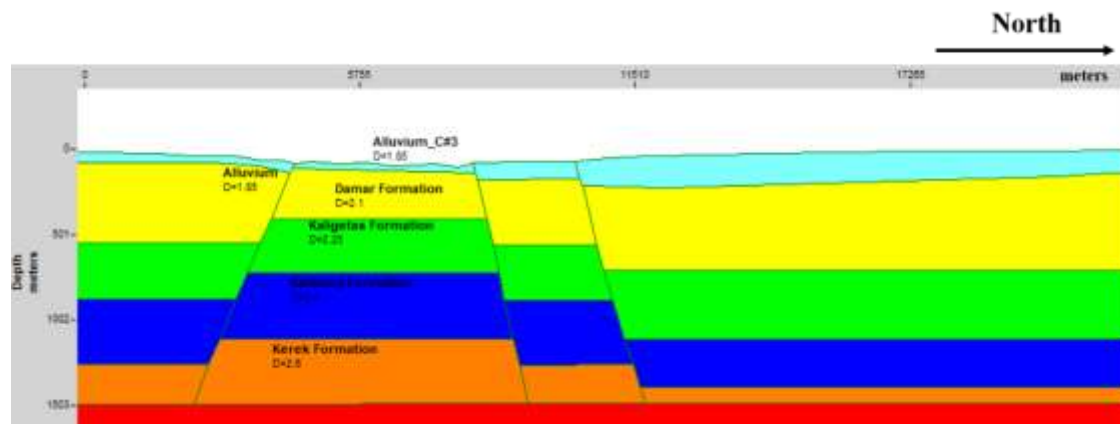 North
0
5755
11510
17265
meters
0
Alluvium_C#3
D=1.85
Alluvium
D=1.85
Damar Formation
D=2.1
501
Kaligetas Formation
D=2.25
Depth
meters
1002
Kerek Formation
D=2.6
1503